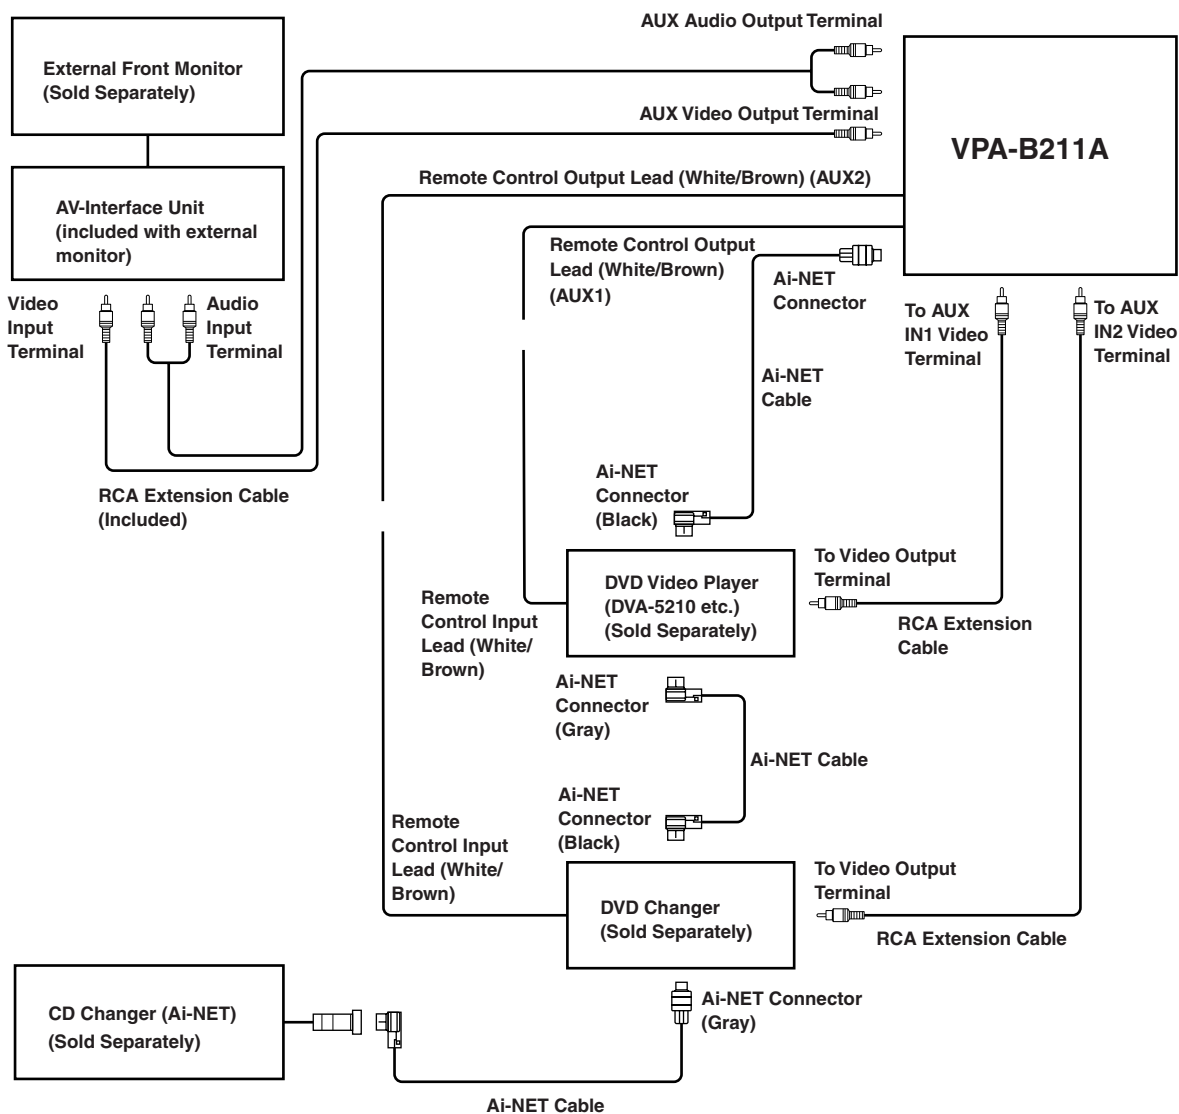 AUX Audio Output Terminal
External Front Monitor
(Sold Separately)
AUX Video Output Terminal
VPA-B211A
Remote Control Output Lead (White/Brown) (AUX2)
AV-Interface Unit
(included with external
monitor)
Remote Control Output
Lead (White/Brown)
(AUX1)
Ai-NET
Connector
Video
Input
Terminal
Audio
Input
Terminal
To AUX
IN1 Video
Terminal
To AUX
IN2 Video
Terminal
Ai-NET
Cable
Ai-NET
Connector
(Black)
RCA Extension Cable
(Included)
DVD Video Player
(DVA-5210 etc.)
(Sold Separately)
To Video Output
Terminal
Remote
Control Input
Lead (White/
Brown)
RCA Extension
Cable
Ai-NET
Connector
(Gray)
Ai-NET Cable
Ai-NET
Connector
(Black)
Remote
Control Input
Lead (White/
Brown)
To Video Output
Terminal
DVD Changer
(Sold Separately)
RCA Extension Cable
CD Changer (Ai-NET)
(Sold Separately)
Ai-NET Connector
(Gray)
Ai-NET Cable